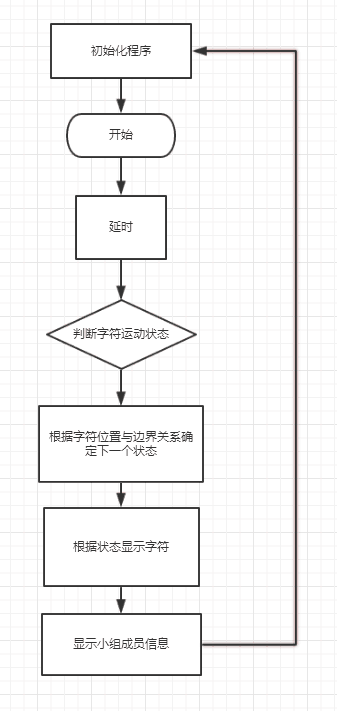 初始化程序
开始
延时
判断字符运动状态
根据字符位置与边界关系确
定下一个状态
根据状态显示字符
显示小组成员信息